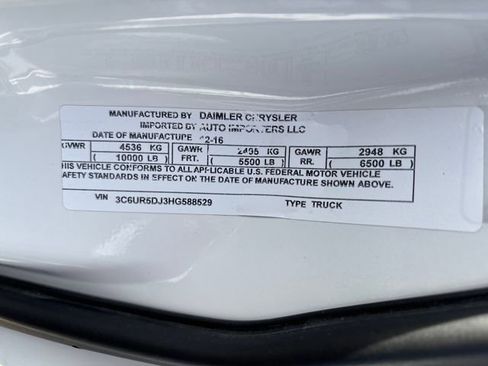 MANUFACTURED BY DAIMLER CHRYSLER
IMPORTED BY AUTO IMPORTERS LLC
DATE OF MANUFACTURE 12-16
GVWR 4536 KG GAWR 2495 KG GAWR 2948 KG
( 10000 LB ) FRT. ( 5500 LB ) RR. ( 6500 LB )
HIS VEHICLE CONFORMS TO ALL APPLICABLE U.S. FEDERAL MOTOR VEHICLE
AFETY STANDARDS IN EFFECT ON THE DATE OF MANUFACTURE SHOWN ABOVE.
VIN 3C6UR5DJ3HG588529 TYPE TRUCK